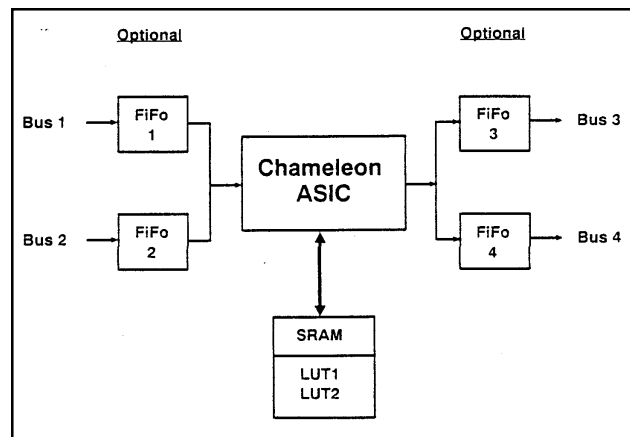 Optional
Optional
Bus 1
FiFo
1
FiFo
3
Bus 3
Chameleon
ASIC
Bus 2
FiFo
2
FiFo
4
Bus 4
SRAM
LUT1
LUT2